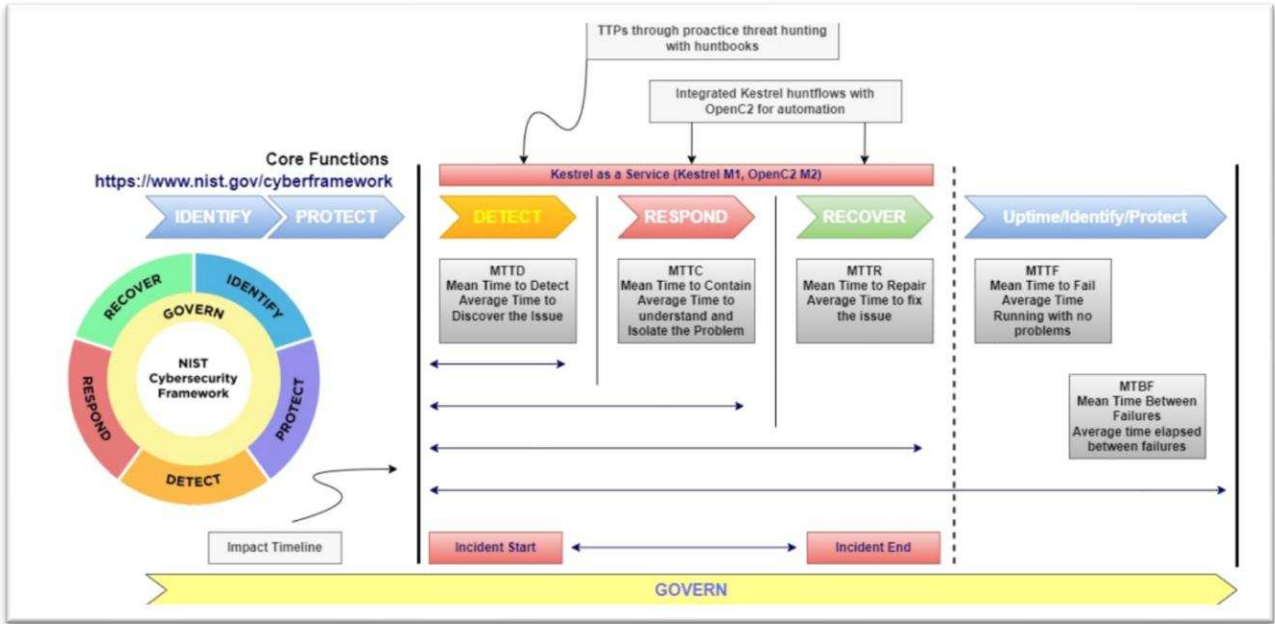 TTPs through proactice threat hunting
with huntbooks
Integrated Kestrel huntflows with
OpenC2 for automation
Core Functions
https://www.nist.gov/cyberframework
Kestrel as a Service (Kestrel M1, OpenC2 M2)
IDENTIFY
PROTECT
DETECT
RESPOND
RECOVER
Uptime/Identify/Protect
MTTD
Mean Time to Detect
Average Time to
Discover the Issue
MTTC
Mean Time to Contain
Average Time to
understand and
Isolate the Problem
MTTR
Mean Time to Repair
Average Time to fix
the issue
MTTF
Mean Time to Fail
Average Time
Running with no
problems
MTBF
Mean Time Between
Failures
Average time elapsed
between failures
RECOVER
IDENTIFY
GOVERN
NIST
Cybersecurity
Framework
RESPOND
PROTECT
DETECT
Impact Timeline
Incident Start
Incident End
GOVERN